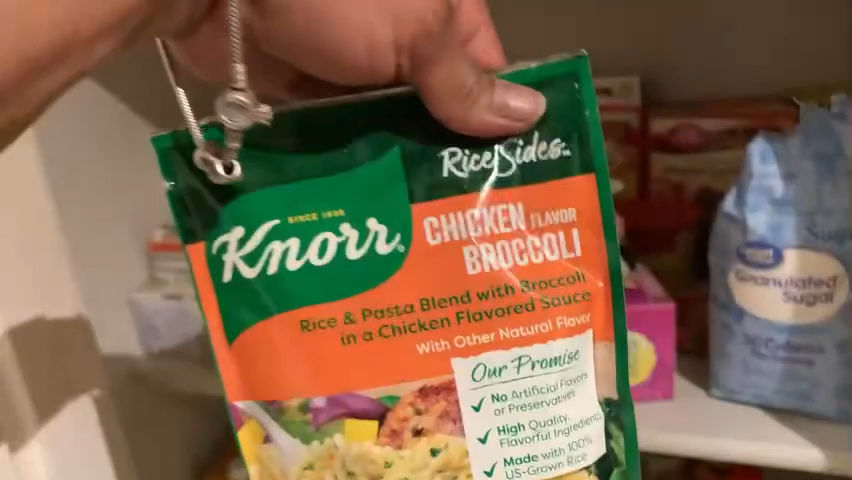 Rice Sides™
SINCE 1838
Knorr®
CHICKEN FLAVOR
BROCCOLI
Rice & Pasta Blend with Broccoli
in a Chicken Flavored Sauce
With Other Natural Flavor
Our Promise
No Artificial Flavors
or Preservatives
High Quality,
Flavorful Ingredients
Made with 100%
US-Grown Rice
Granulated
Sugar